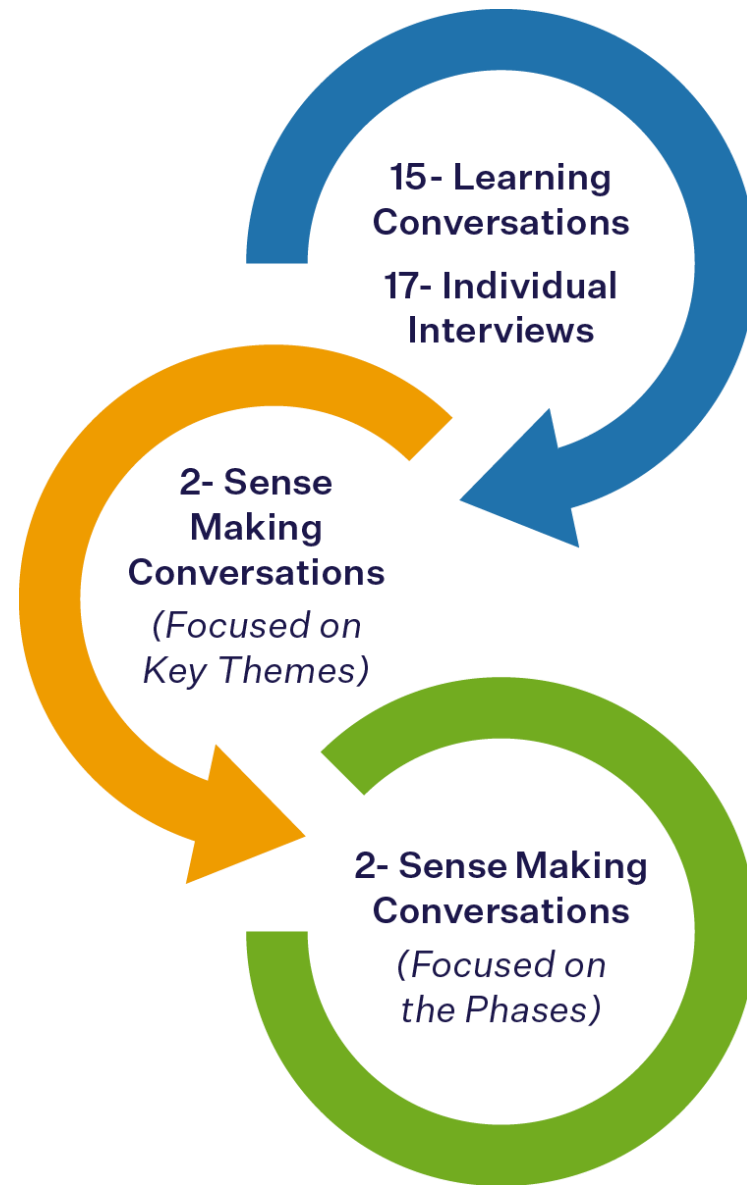 15- Learning
Conversations
17- Individual
Interviews
2- Sense
Making
Conversations
(Focused on
Key Themes)
2- Sense Making
Conversations
(Focused on
the Phases)